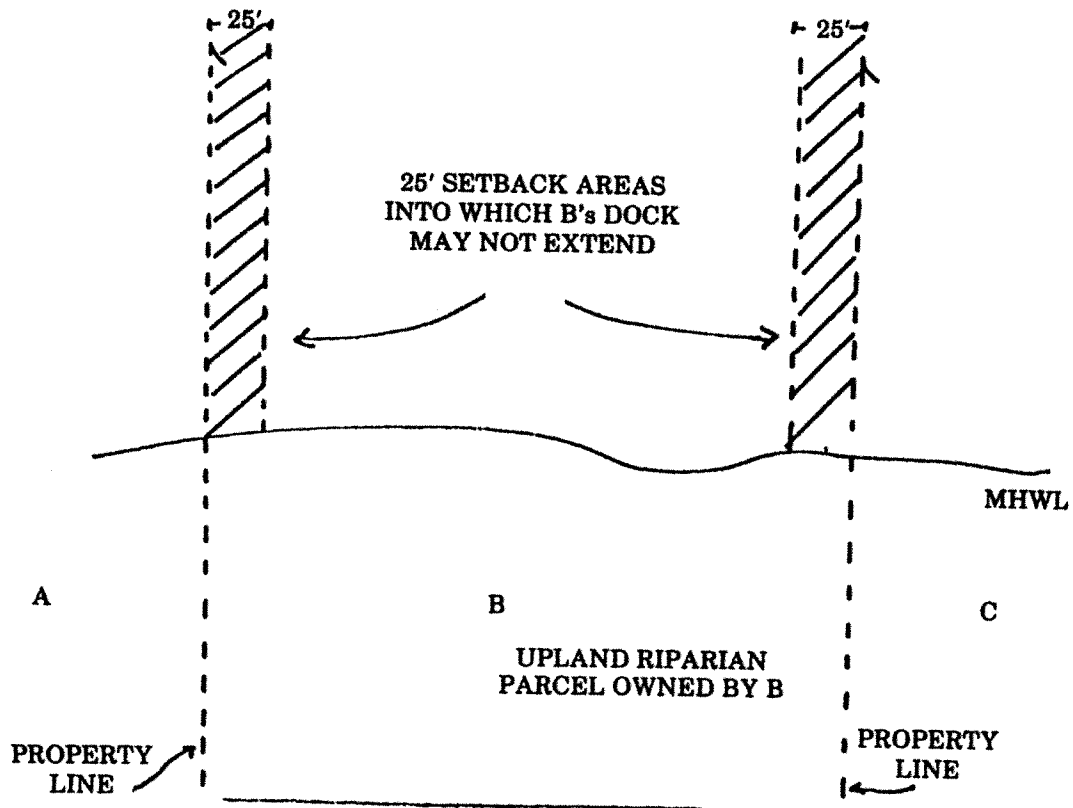 25'
25'
25' SETBACK AREAS
INTO WHICH B's DOCK
MAY NOT EXTEND
MHWL
A
B
C
UPLAND RIPARIAN
PARCEL OWNED BY B
PROPERTY
LINE
PROPERTY
LINE